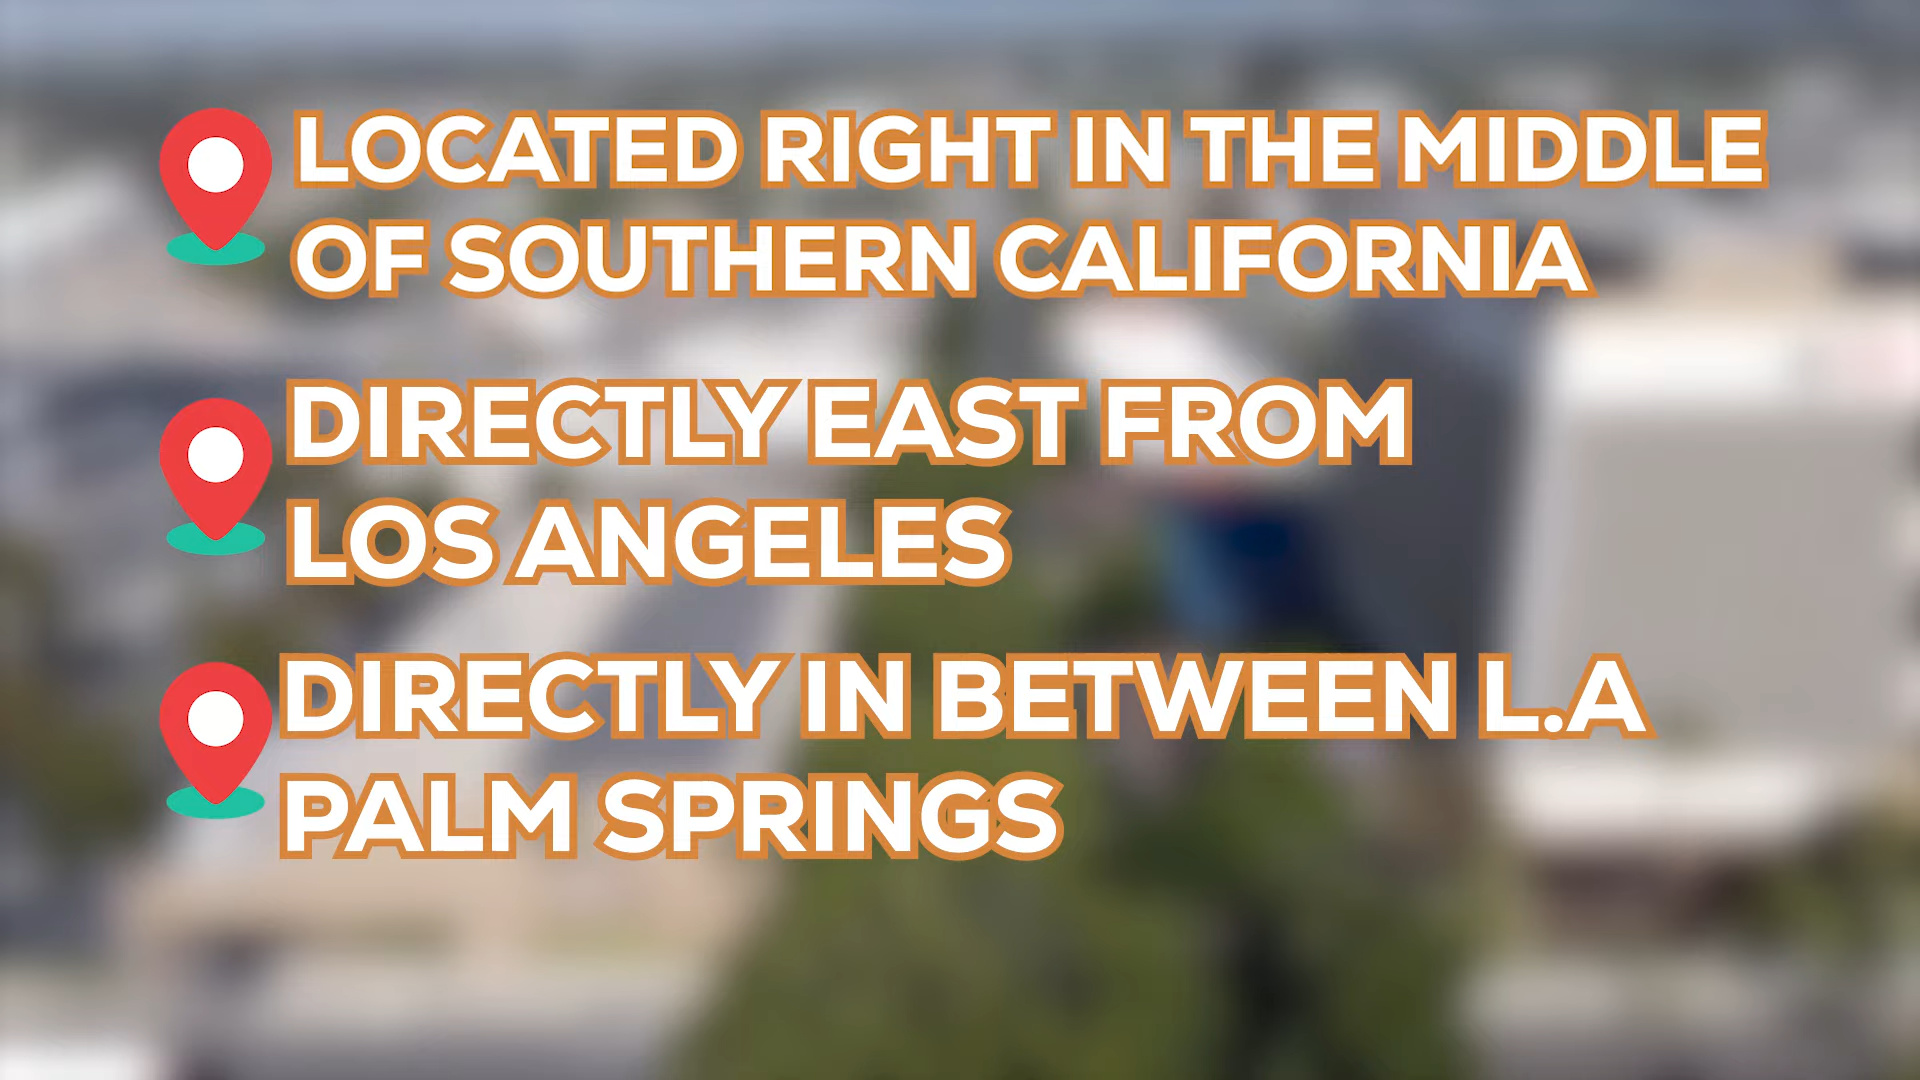 LOCATED RIGHT IN THE MIDDLE
OF SOUTHERN CALIFORNIA
DIRECTLY EAST FROM
LOS ANGELES
DIRECTLY IN BETWEEN L.A
PALM SPRINGS